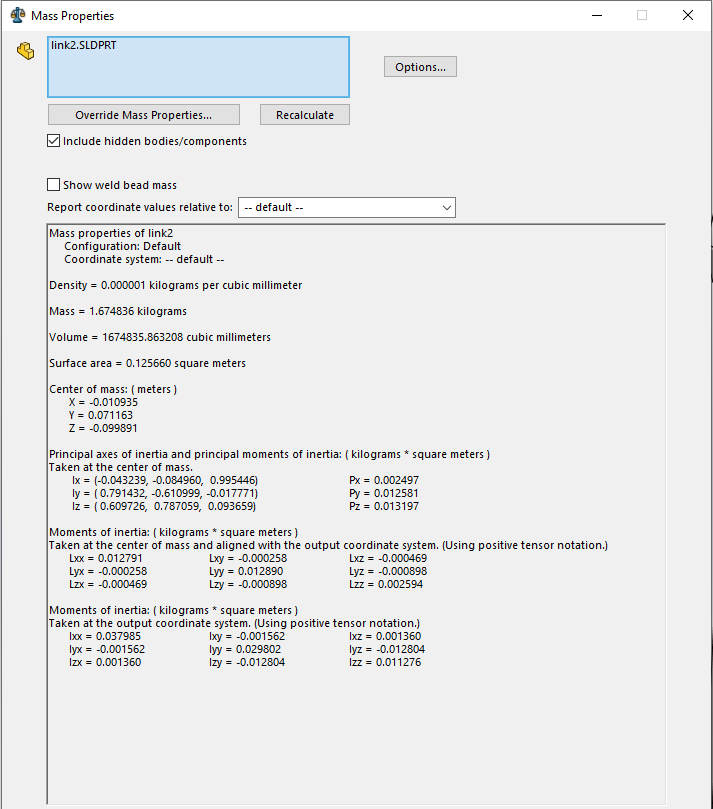 Mass Properties
link2.SLDPRT
Options...
Override Mass Properties...
Recalculate
Include hidden bodies/components
Show weld bead mass
Report coordinate values relative to: -- default --
Mass properties of link2
Configuration: Default
Coordinate system: -- default --
Density = 0.000001 kilograms per cubic millimeter
Mass = 1.674836 kilograms
Volume = 1674835.863208 cubic millimeters
Surface area = 0.125660 square meters
Center of mass: ( meters )
X = -0.010935
Y = 0.071163
Z = -0.099891
Principal axes of inertia and principal moments of inertia: ( kilograms * square meters )
Taken at the center of mass.
Ix = (-0.043239, -0.084960, 0.995446) Px = 0.002497
Iy = ( 0.791432, -0.610999, -0.017771) Py = 0.012581
Iz = ( 0.609726, 0.787059, 0.093659) Pz = 0.013197
Moments of inertia: ( kilograms * square meters )
Taken at the center of mass and aligned with the output coordinate system. (Using positive tensor notation.)
Lxx = 0.012791 Lxy = -0.000258 Lxz = -0.000469
Lyx = -0.000258 Lyy = 0.012890 Lyz = -0.000898
Lzx = -0.000469 Lzy = -0.000898 Lzz = 0.002594
Moments of inertia: ( kilograms * square meters )
Taken at the output coordinate system. (Using positive tensor notation.)
Ixx = 0.037985 Ixy = -0.001562 Ixz = 0.001360
Iyx = -0.001562 Iyy = 0.029802 Iyz = -0.012804
Izx = 0.001360 Izy = -0.012804 Izz = 0.011276